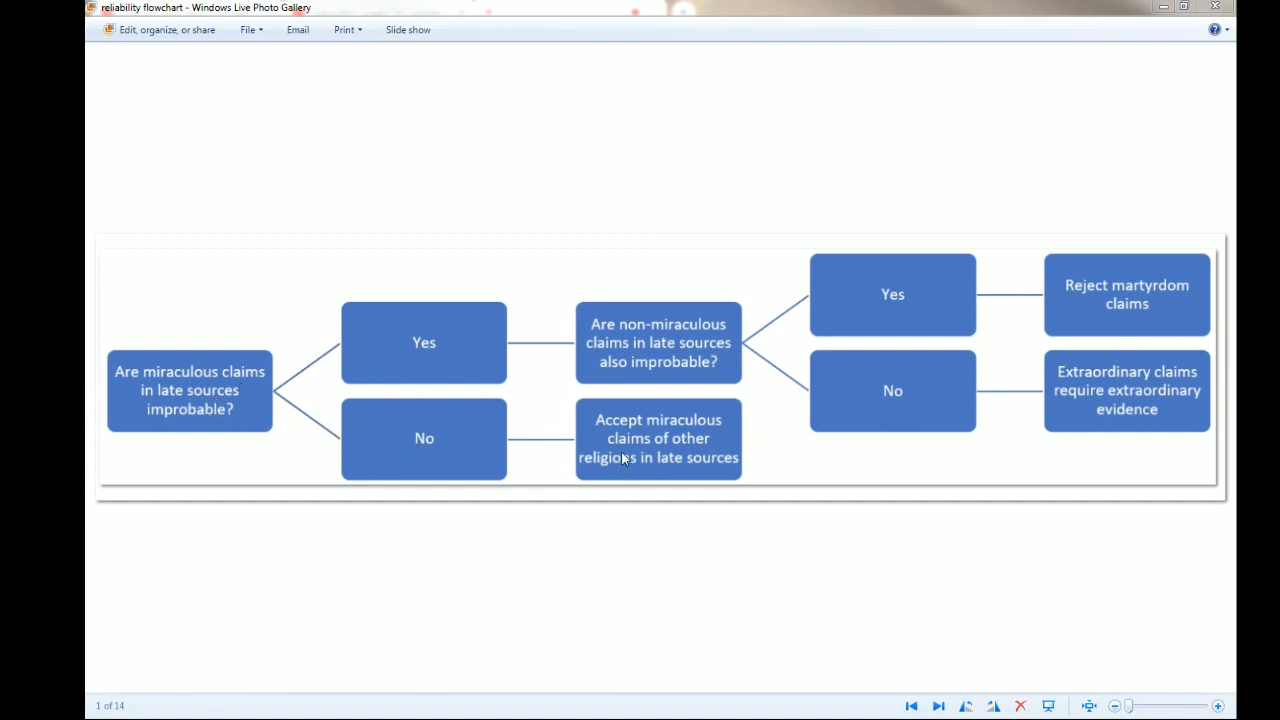 reliability flowchart - Windows Live Photo Gallery
Edit, organize, or share File Email Print Slide show
Are miraculous claims
in late sources
improbable?
Yes
No
Are non-miraculous
claims in late sources
also improbable?
Accept miraculous
claims of other
religions in late sources
Yes
No
Reject martyrdom
claims
Extraordinary claims
require extraordinary
evidence
1 of 14